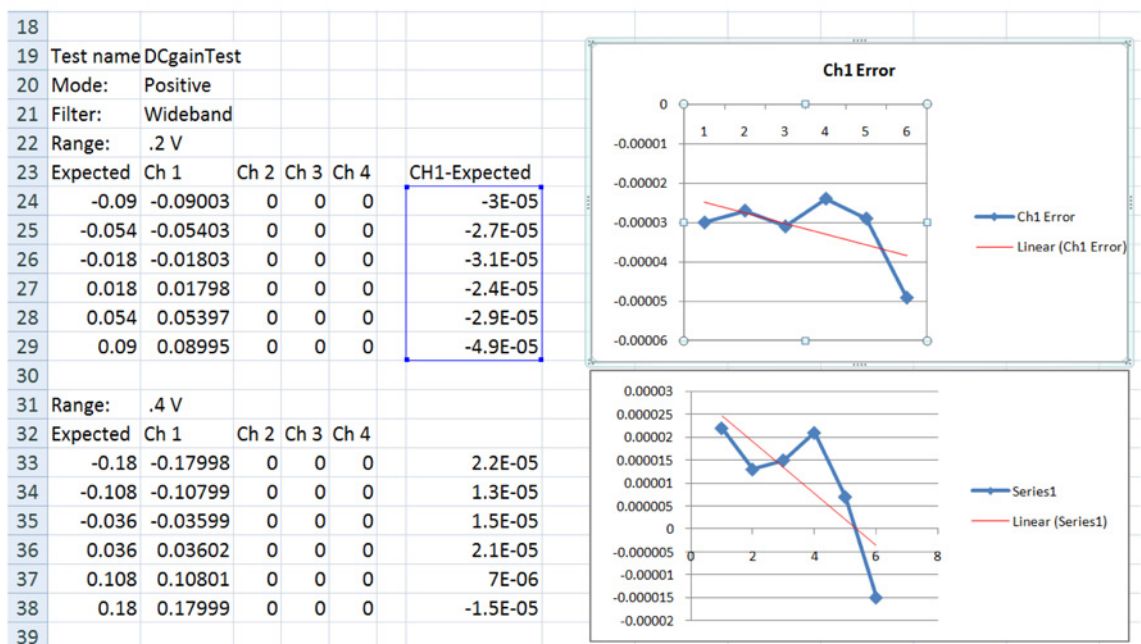 18
19 Test name DCgainTest
20 Mode: Positive
21 Filter: Wideband
22 Range: .2 V
23 Expected Ch 1 Ch 2 Ch 3 Ch 4 CH1-Expected
24 -0.09 -0.09003 0 0 0 -3E-05
25 -0.054 -0.05403 0 0 0 -2.7E-05
26 -0.018 -0.01803 0 0 0 -3.1E-05
27 0.018 0.01798 0 0 0 -2.4E-05
28 0.054 0.05397 0 0 0 -2.9E-05
29 0.09 0.08995 0 0 0 -4.9E-05
30
31 Range: .4 V
32 Expected Ch 1 Ch 2 Ch 3 Ch 4
33 -0.18 -0.17998 0 0 0 2.2E-05
34 -0.108 -0.10799 0 0 0 1.3E-05
35 -0.036 -0.03599 0 0 0 1.5E-05
36 0.036 0.03602 0 0 0 2.1E-05
37 0.108 0.10801 0 0 0 7E-06
38 0.18 0.17999 0 0 0 -1.5E-05
39
Ch1 Error
0
1 2 3 4 5 6
-0.00001
-0.00002
-0.00003
-0.00004
-0.00005
-0.00006
Ch1 Error
Linear (Ch1 Error)
0.00003
0.000025
0.00002
0.000015
0.00001
0.000005
0
-0.000005
0 2 4 6 8
-0.00001
-0.000015
-0.00002
Series1
Linear (Series1)